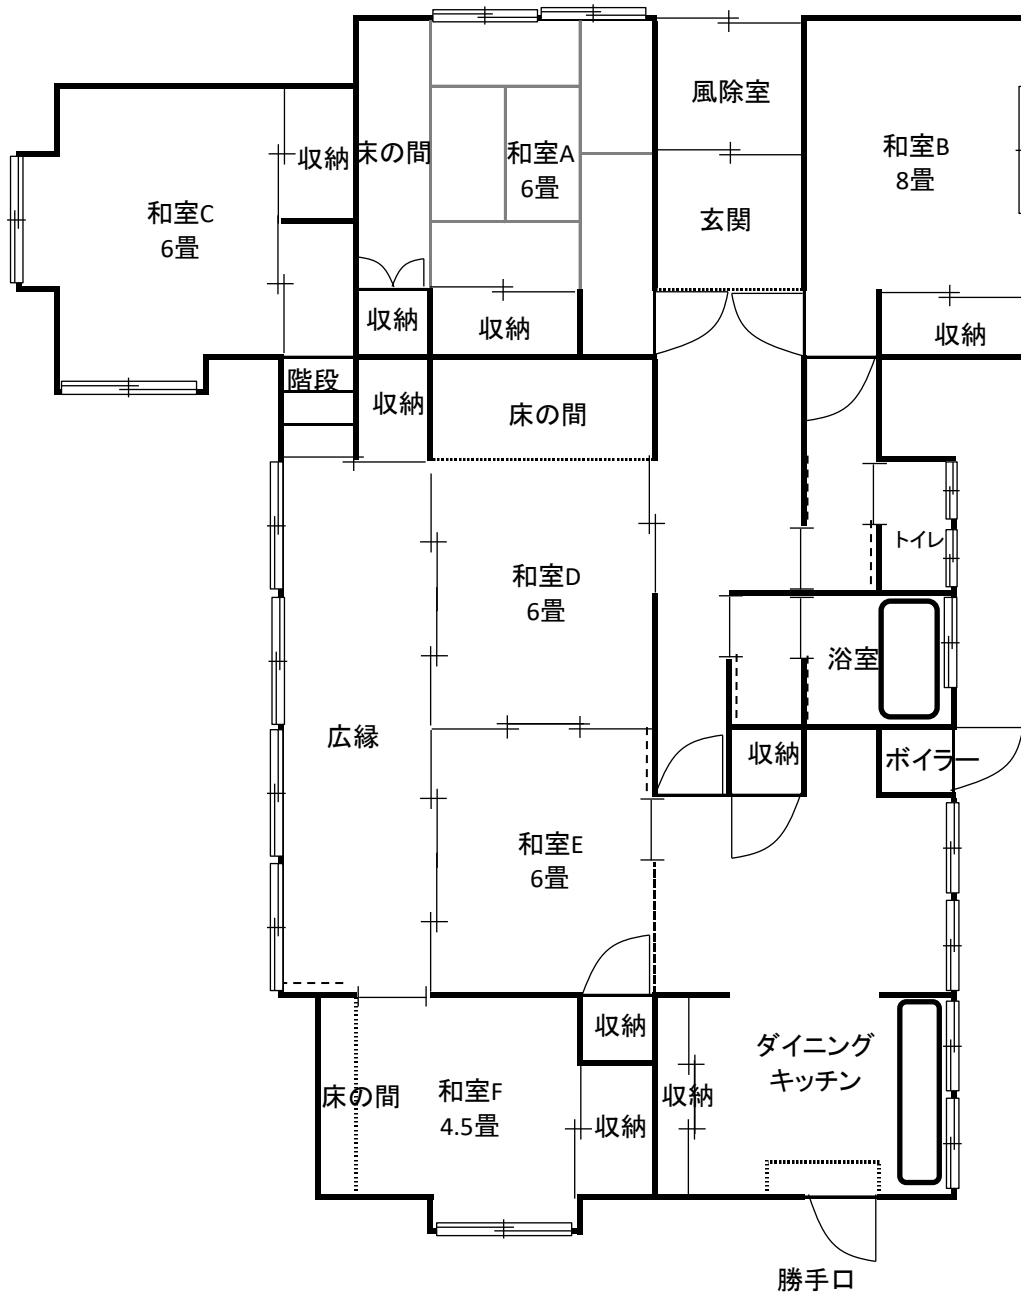 風除室
和室B
8畳
床の間
和室A
6畳
収納
和室C
6畳
玄関
収納
収納
収納
階段
収納
床の間
トイレ
和室D
6畳
浴室
広縁
収納
ボイラー
和室E
6畳
収納
ダイニング
キッチン
床の間
和室F
4.5畳
収納
収納
勝手口